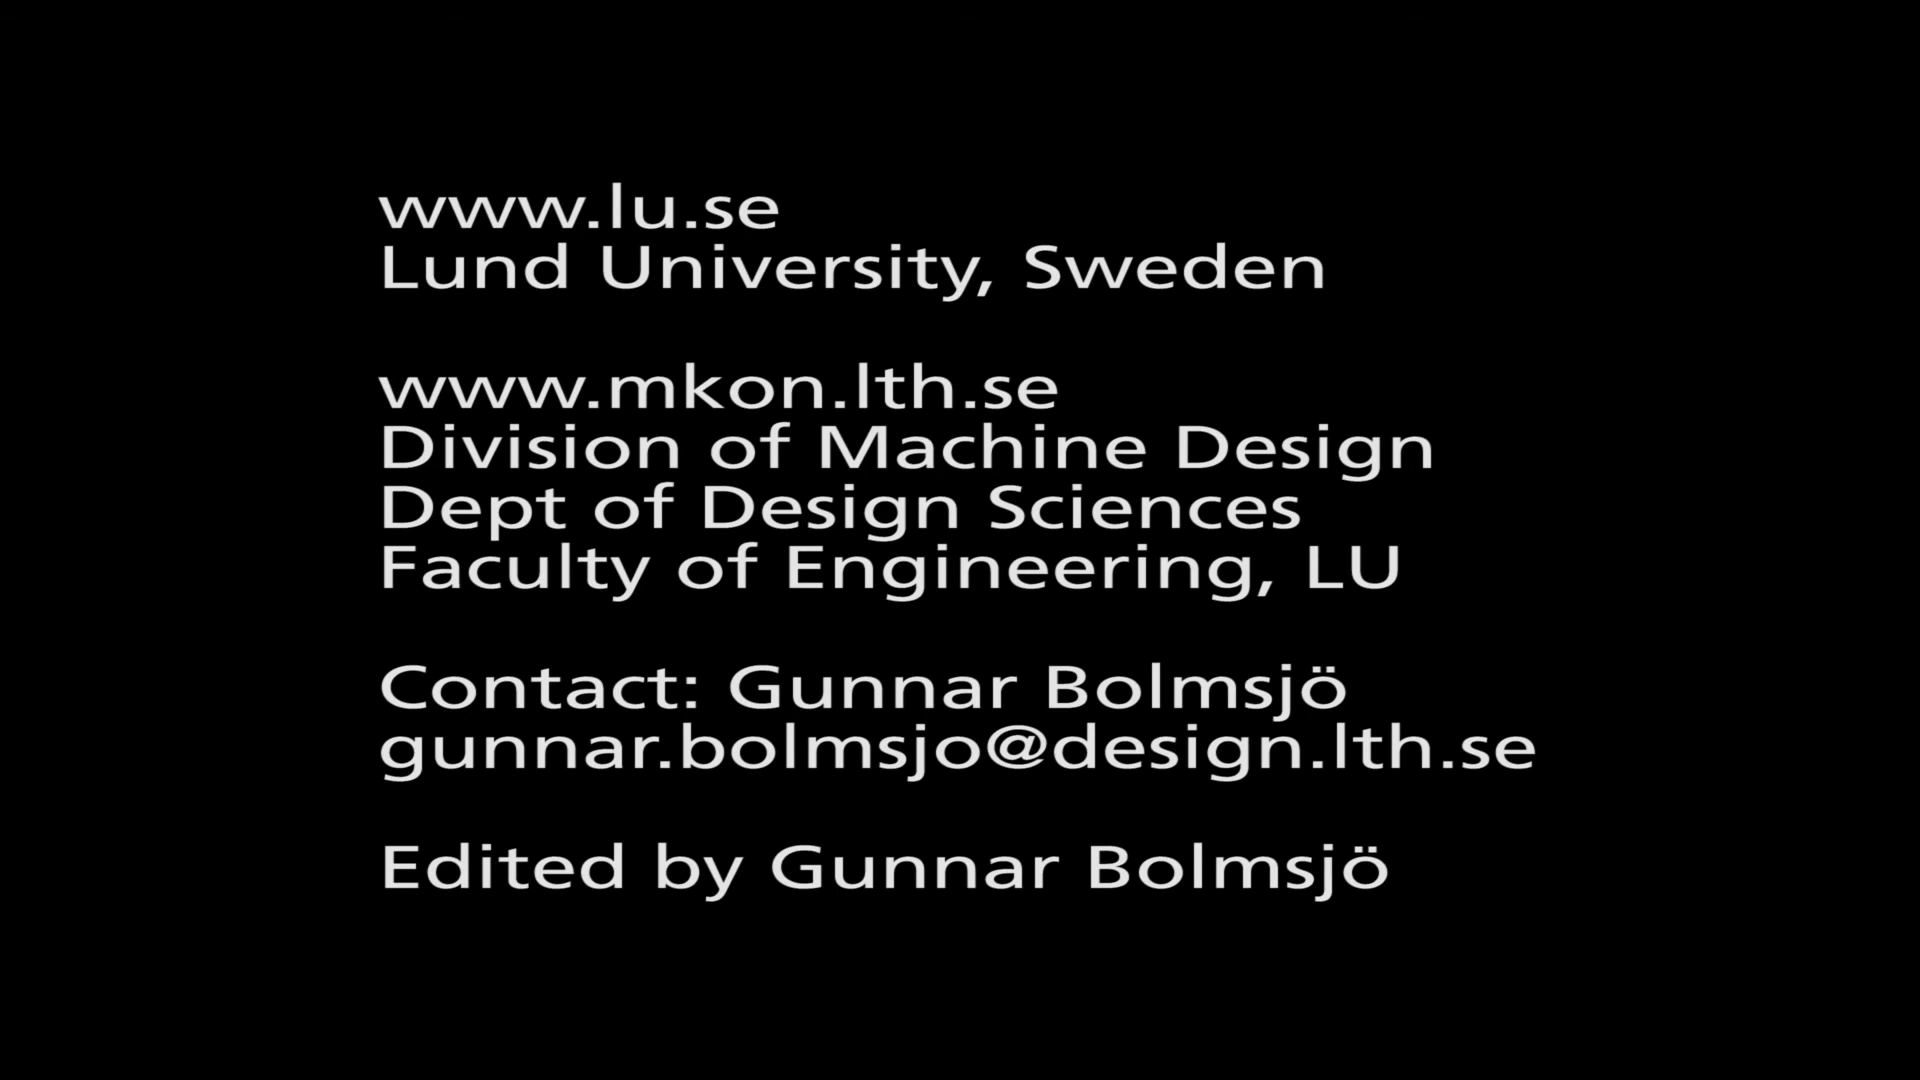 www.lu.se
Lund University, Sweden
www.mkon.lth.se
Division of Machine Design
Dept of Design Sciences
Faculty of Engineering, LU
Contact: Gunnar Bolmsjö
gunnar.bolmsjo@design.lth.se
Edited by Gunnar Bolmsjö